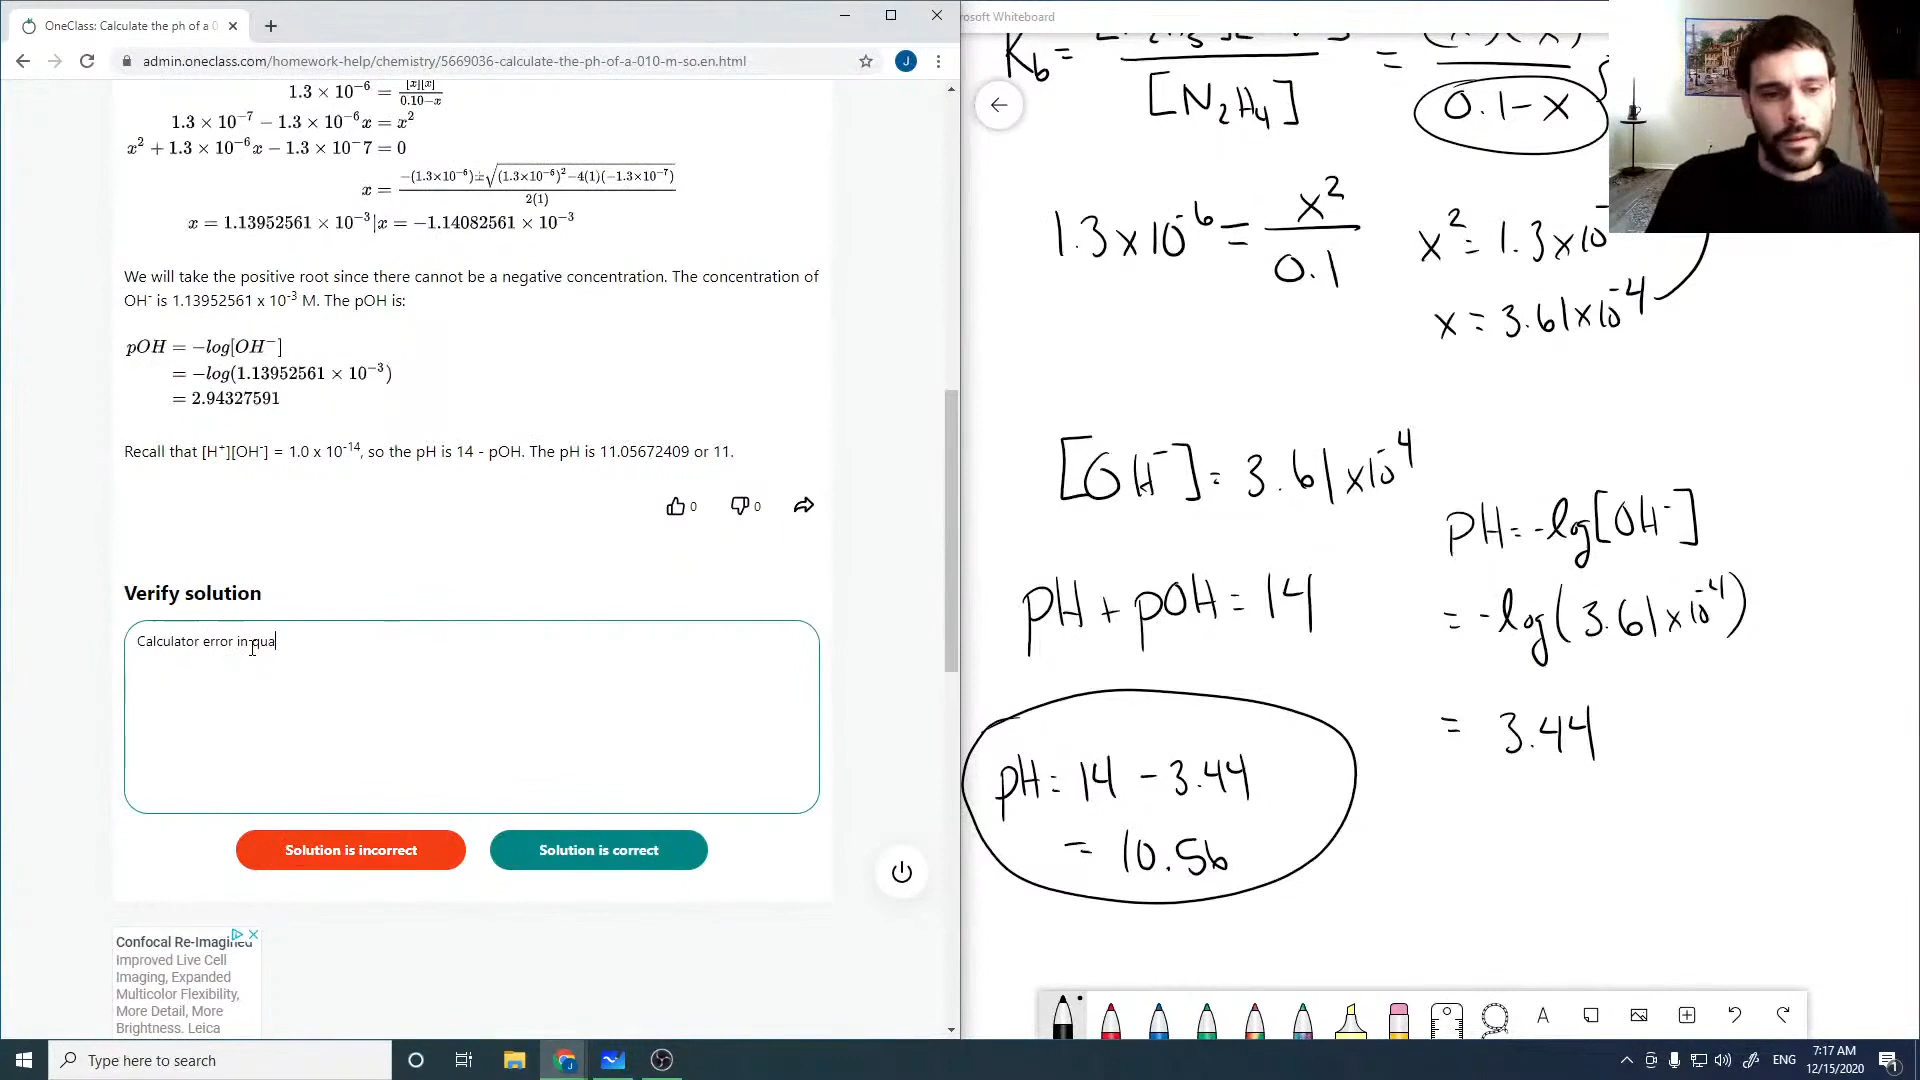 OneClass: Calculate the ph of a 0
admin.oneclass.com/homework-help/chemistry/5669036-calculate-the-ph-of-a-010-m-so.en.html
J
1.3 × 10⁻⁶ = [x][x] / 0.10−x
1.3 × 10⁻⁷ − 1.3 × 10⁻⁶x = x²
x² + 1.3 × 10⁻⁶x − 1.3 × 10⁻7 = 0
x = −(1.3×10⁻⁶)±√(1.3×10⁻⁶)²−4(1)(−1.3×10⁻⁷) / 2(1)
x = 1.13952561 × 10⁻³|x = −1.14082561 × 10⁻³
We will take the positive root since there cannot be a negative concentration. The concentration of
OH⁻ is 1.13952561 x 10⁻³ M. The pOH is:
pOH = −log[OH⁻]
= −log(1.13952561 × 10⁻³)
= 2.94327591
Recall that [H⁺][OH⁻] = 1.0 x 10⁻¹⁴, so the pH is 14 - pOH. The pH is 11.05672409 or 11.
0
0
Verify solution
Calculator error in qua
Solution is incorrect
Solution is correct
Confocal Re-Imagined
Improved Live Cell
Imaging, Expanded
Multicolor Flexibility,
More Detail, More
Brightness. Leica
rosoft Whiteboard
Kb =
[N₂H₄]
=
0.1-x
1.3x10⁻⁶ = x² / 0.1
x² = 1.3x10⁻
x = 3.61x10⁻⁴
[OH⁻] = 3.61x10⁻⁴
pH = -log[OH⁻]
pH + pOH = 14
= -log(3.61x10⁻⁴)
= 3.44
pH = 14 - 3.44
= 10.56
A
Type here to search
ENG
7:17 AM
12/15/2020
1